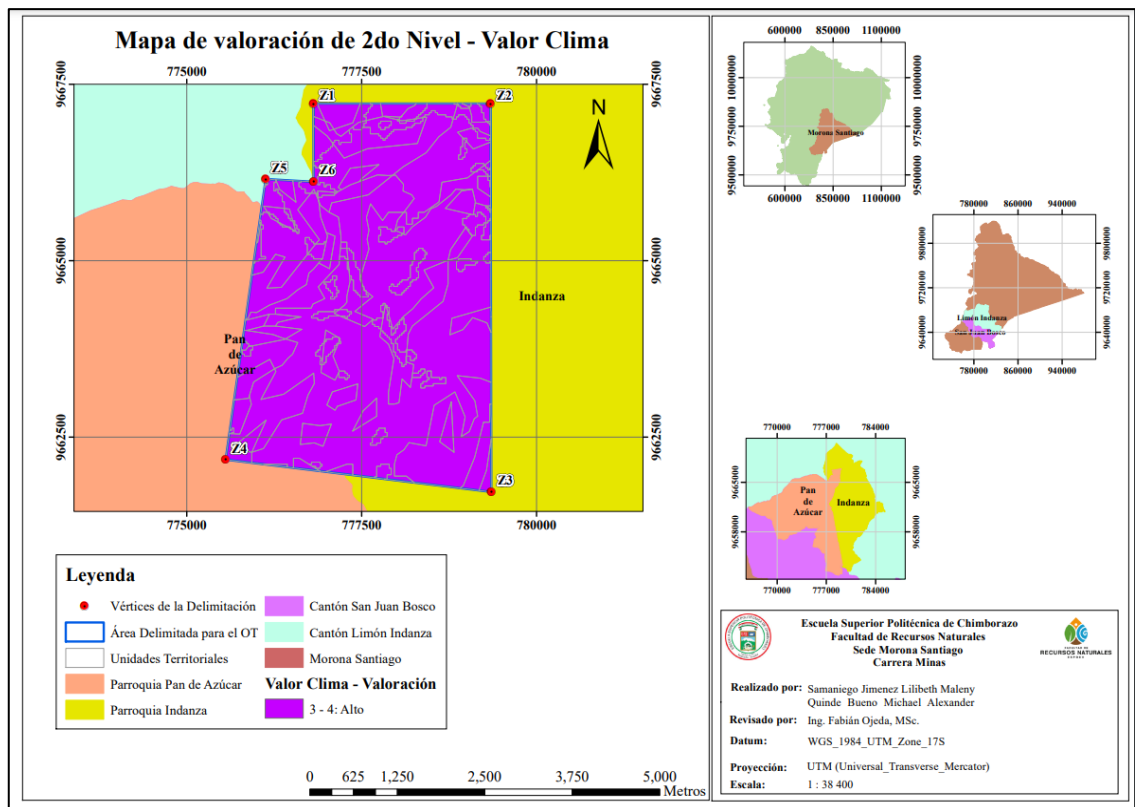 Mapa de valoración de 2do Nivel - Valor Clima
775000 777500 780000
9667500
9665000
9662500
Z1
Z2
N
Z5
Z6
Indanza
Pan
de
Azúcar
Z4
Z3
9667500
9665000
9662500
775000 777500 780000
Leyenda
Vértices de la Delimitación
Área Delimitada para el OT
Unidades Territoriales
Parroquia Pan de Azúcar
Parroquia Indanza
Cantón San Juan Bosco
Cantón Limón Indanza
Morona Santiago
Valor Clima - Valoración
3 - 4: Alto
0 625 1,250 2,500 3,750 5,000
Metros
600000 850000 1100000
10000000
9750000
9500000
Morona Santiago
10000000
9750000
9500000
600000 850000 1100000
780000 860000 940000
9800000
9720000
9640000
Limón Indanza
San Juan Bosco
9800000
9720000
9640000
780000 860000 940000
770000 777000 784000
9665000
9658000
Pan
de
Azúcar
Indanza
9665000
9658000
770000 777000 784000
Escuela Superior Politécnica de Chimborazo
Facultad de Recursos Naturales
Sede Morona Santiago
Carrera Minas
RECURSOS NATURALES
Realizado por: Samaniego Jimenez Lilibeth Maleny
Quinde Bueno Michael Alexander
Revisado por: Ing. Fabián Ojeda, MSc.
Datum: WGS_1984_UTM_Zone_17S
Proyección: UTM (Universal_Transverse_Mercator)
Escala: 1 : 38 400